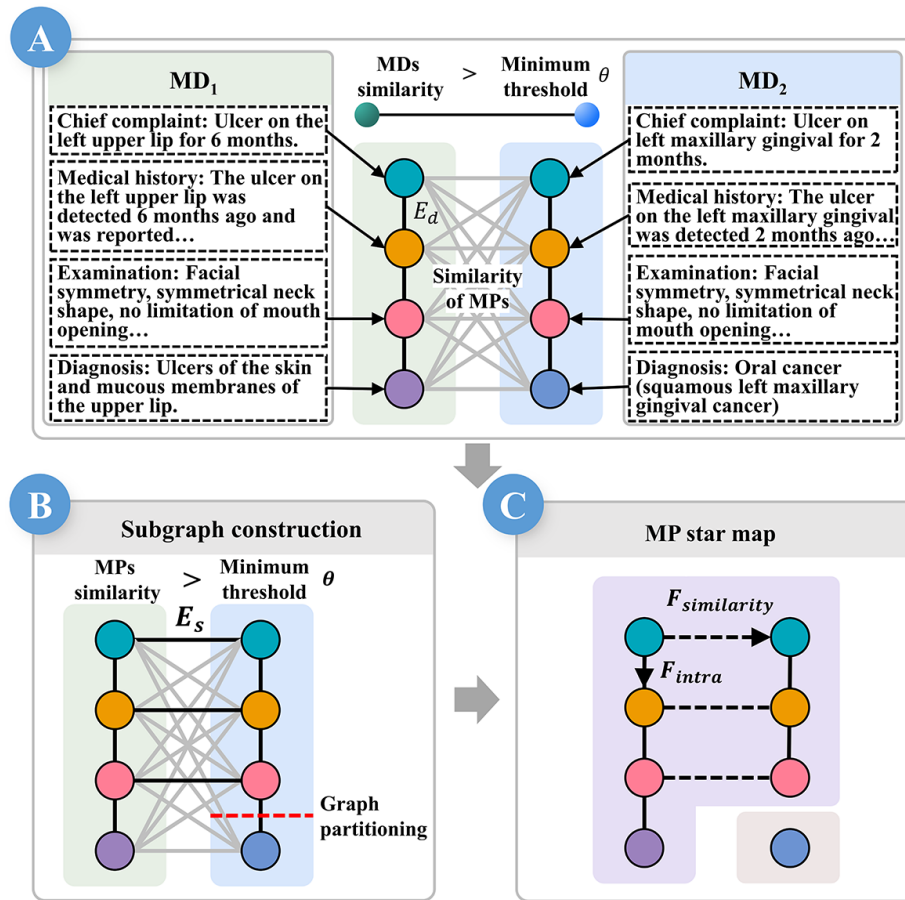 A
MD1
Chief complaint: Ulcer on the
left upper lip for 6 months.
Medical history: The ulcer on
the left upper lip was
detected 6 months ago and
was reported…
Examination: Facial
symmetry, symmetrical neck
shape, no limitation of mouth
opening…
Diagnosis: Ulcers of the skin
and mucous membranes of
the upper lip.
MDs
similarity
>
Minimum
threshold θ
E_d
Similarity
of MPs
MD2
Chief complaint: Ulcer on
left maxillary gingival for 2
months.
Medical history: The
ulcer on the left maxillary gingival
was detected 2 months ago…
Examination: Facial
symmetry, symmetrical neck
shape, no limitation of
mouth opening…
Diagnosis: Oral cancer
(squamous left maxillary
gingival cancer)
B
Subgraph construction
MPs
similarity
>
Minimum
threshold θ
E_s
Graph
partitioning
C
MP star map
F_similarity
F_intra